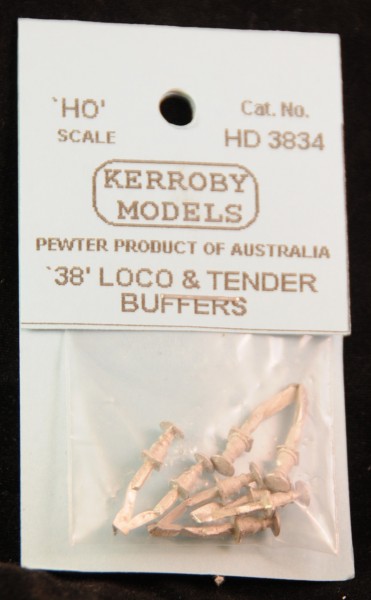 `HO' Cat. No.
SCALE HD 3834
KERROBY
MODELS
PEWTER PRODUCT OF AUSTRALIA
`38' LOCO & TENDER
BUFFERS